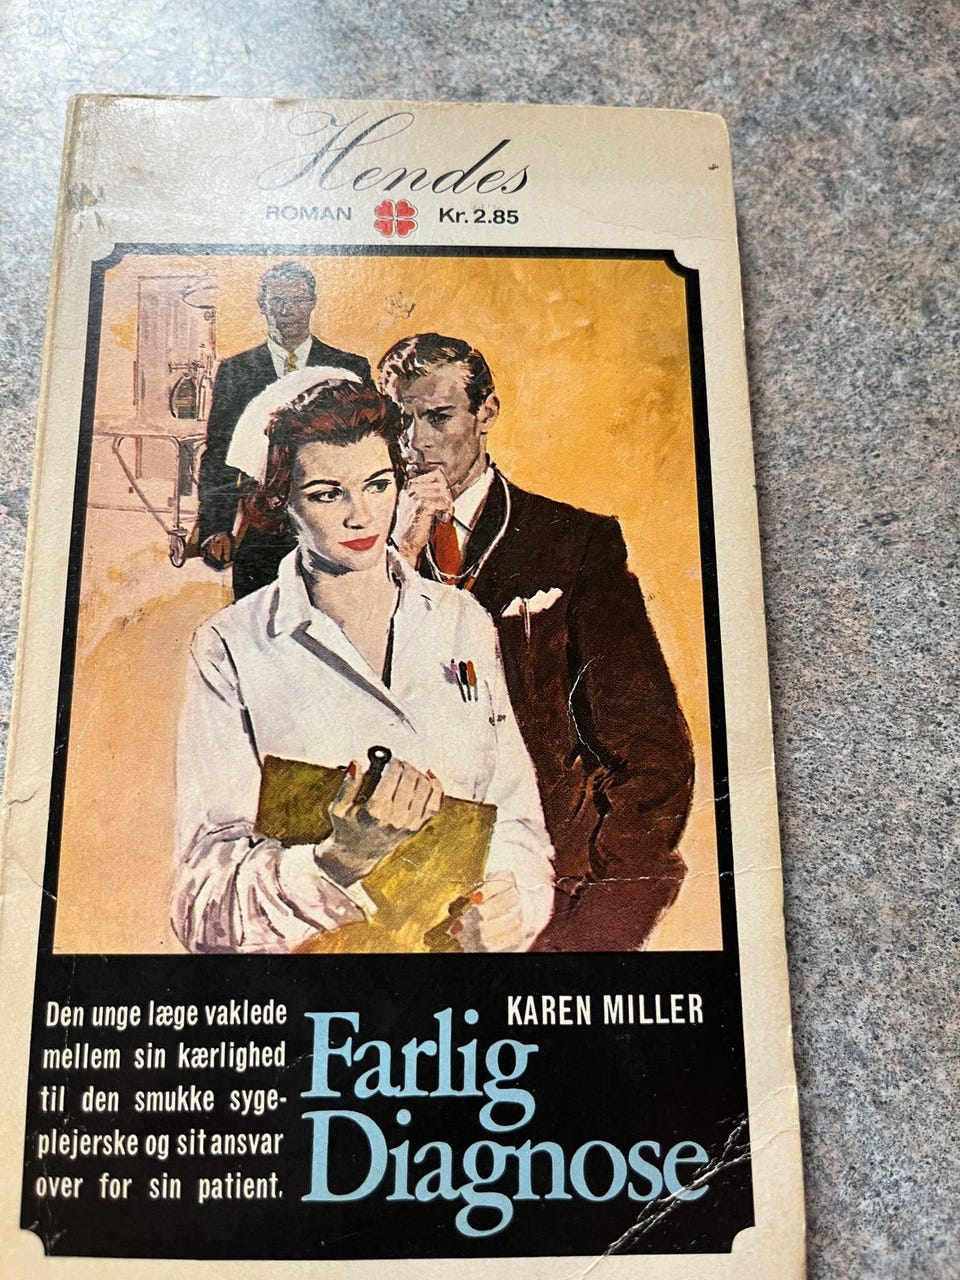 Hendes
ROMAN Kr. 2.85
Den unge læge vaklede
mellem sin kærlighed
til den smukke syge-
plejerske og sit ansvar
over for sin patient.
KAREN MILLER
Farlig
Diagnose